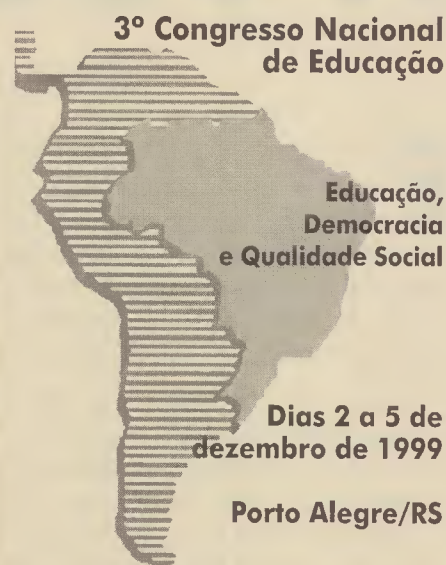 3º Congresso Nacional
de Educação
Educação,
Democracia
e Qualidade Social
Dias 2 a 5 de
dezembro de 1999
Porto Alegre/RS